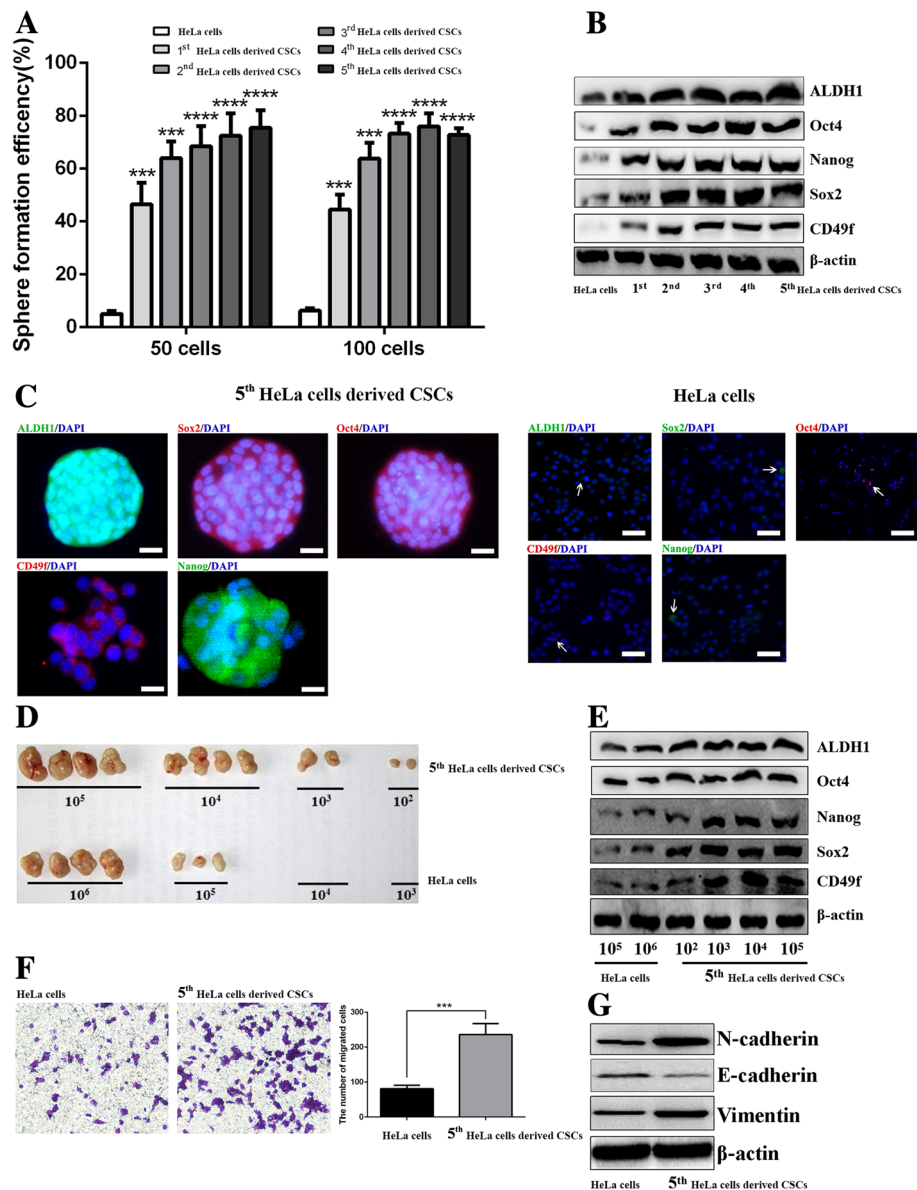 A
Sphere formation efficency(%)
HeLa cells
1st HeLa cells derived CSCs
2nd HeLa cells derived CSCs
3rd HeLa cells derived CSCs
4th HeLa cells derived CSCs
5th HeLa cells derived CSCs
100
80
60
40
20
0
*** *** **** **** ****
*** *** **** **** ****
50 cells
100 cells
B
ALDH1
Oct4
Nanog
Sox2
CD49f
β-actin
HeLa cells 1st 2nd 3rd 4th 5th HeLa cells derived CSCs
C
5th HeLa cells derived CSCs
ALDH1/DAPI
Sox2/DAPI
Oct4/DAPI
CD49f/DAPI
Nanog/DAPI
HeLa cells
ALDH1/DAPI
Sox2/DAPI
Oct4/DAPI
CD49f/DAPI
Nanog/DAPI
D
5th HeLa cells derived CSCs
10⁵ 10⁴ 10³ 10²
10⁶ 10⁵ 10⁴ 10³
HeLa cells
E
ALDH1
Oct4
Nanog
Sox2
CD49f
β-actin
10⁵ 10⁶ 10² 10³ 10⁴ 10⁵
HeLa cells
5th HeLa cells derived CSCs
F
HeLa cells
5th HeLa cells derived CSCs
The number of migrated cells
300
200
100
0
***
HeLa cells
5th HeLa cells derived CSCs
G
N-cadherin
E-cadherin
Vimentin
β-actin
HeLa cells
5th HeLa cells derived CSCs